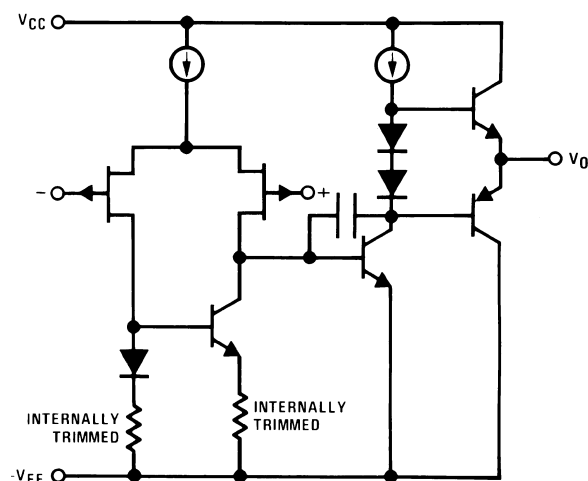 VCC
-
+
VO
INTERNALLY
TRIMMED
INTERNALLY
TRIMMED
-VEE